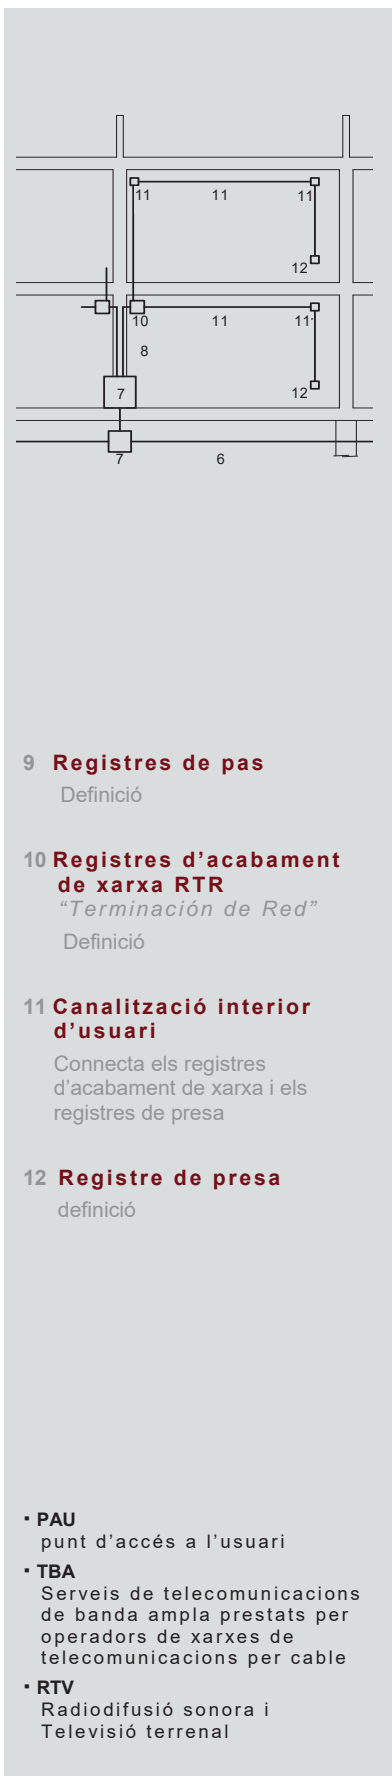 11 11 11
12
10 11 11
8
7 12
7 6
9 Registres de pas
Definició
10 Registres d'acabament
de xarxa RTR
“Terminación de Red”
Definició
11 Canalització interior
d'usuari
Connecta els registres
d'acabament de xarxa i els
registres de presa
12 Registre de presa
definició
▪ PAU
punt d'accés a l'usuari
▪ TBA
Serveis de telecomunicacions
de banda ampla prestats per
operadors de xarxes de
telecomunicacions per cable
▪ RTV
Radiodifusió sonora i
Televisió terrenal